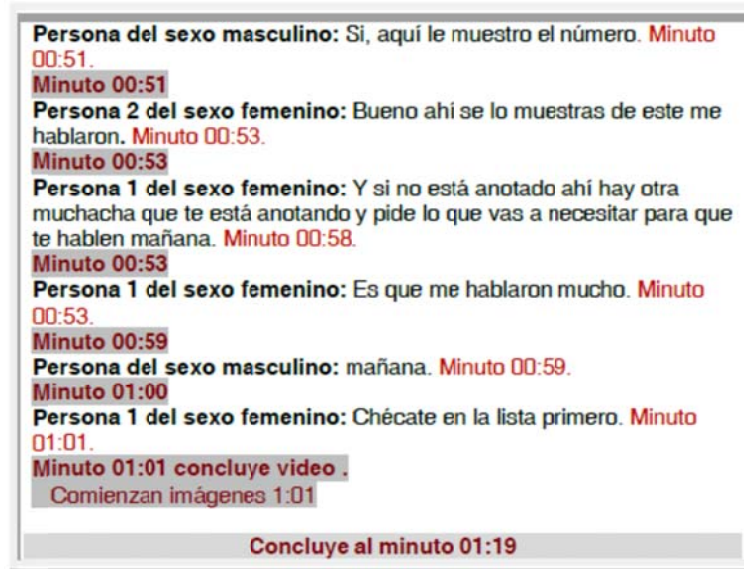 Persona del sexo masculino: Si, aquí le muestro el número. Minuto
00:51.
Minuto 00:51
Persona 2 del sexo femenino: Bueno ahí se lo muestras de este me
hablaron. Minuto 00:53.
Minuto 00:53
Persona 1 del sexo femenino: Y si no está anotado ahí hay otra
muchacha que te está anotando y pide lo que vas a necesitar para que
te hablen mañana. Minuto 00:58.
Minuto 00:53
Persona 1 del sexo femenino: Es que me hablaron mucho. Minuto
00:53.
Minuto 00:59
Persona del sexo masculino: mañana. Minuto 00:59.
Minuto 01:00
Persona 1 del sexo femenino: Chécate en la lista primero. Minuto
01:01.
Minuto 01:01 concluye video .
Comienzan imágenes 1:01
Concluye al minuto 01:19